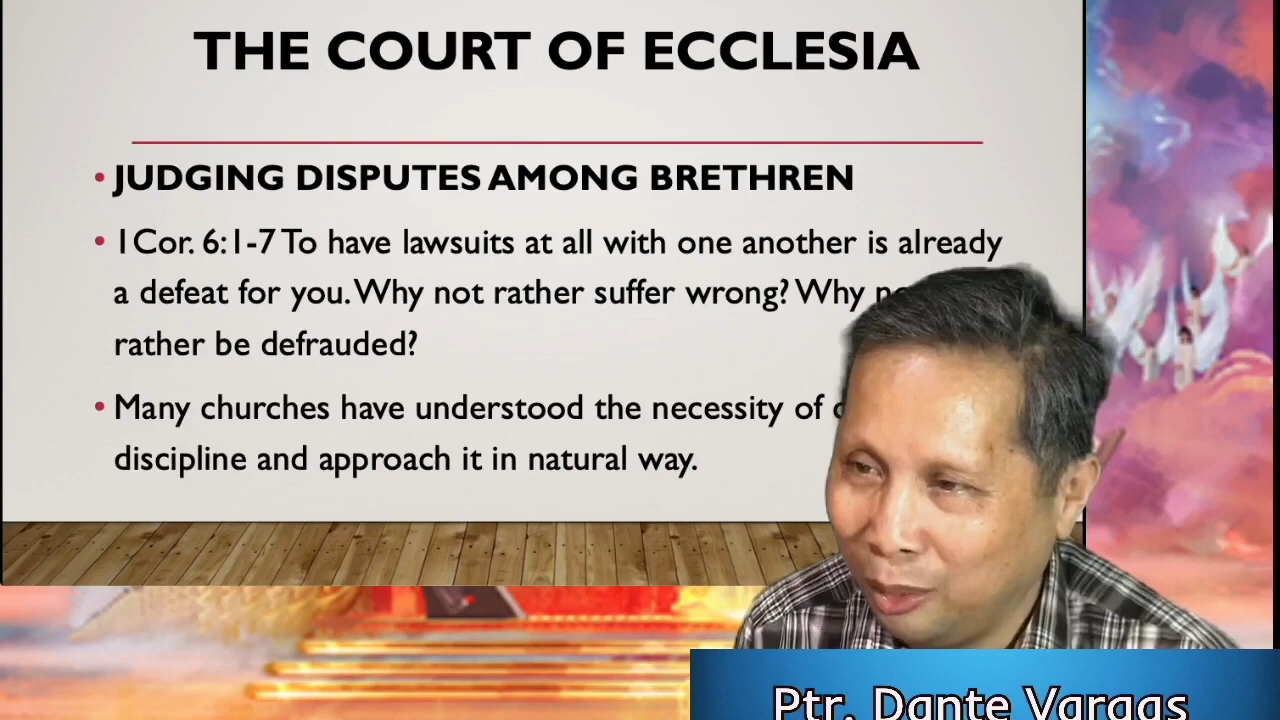 THE COURT OF ECCLESIA
• JUDGING DISPUTES AMONG BRETHREN
• 1Cor. 6:1-7 To have lawsuits at all with one another is already
a defeat for you. Why not rather suffer wrong? Why
rather be defrauded?
• Many churches have understood the necessity of
discipline and approach it in natural way.
Ptr. Dante Vargas